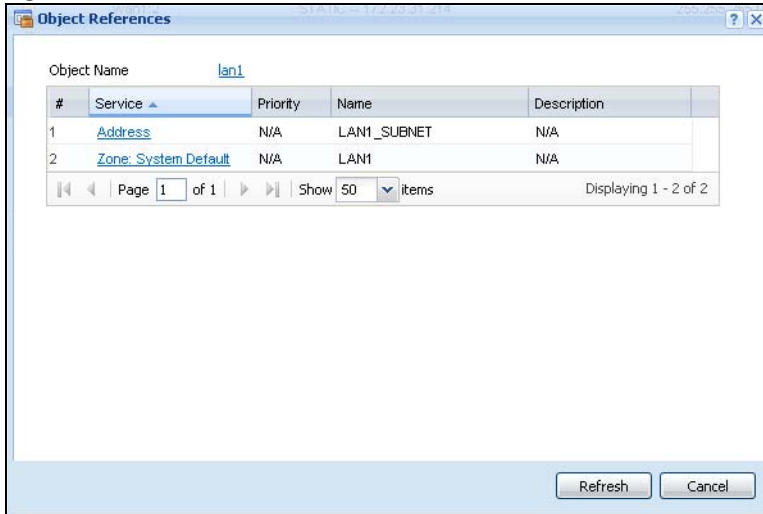 Object References
Object Name lan1
# Service Priority Name Description
1 Address N/A LAN1_SUBNET N/A
2 Zone: System Default N/A LAN1 N/A
Page 1 of 1 Show 50 items Displaying 1 - 2 of 2
Refresh Cancel